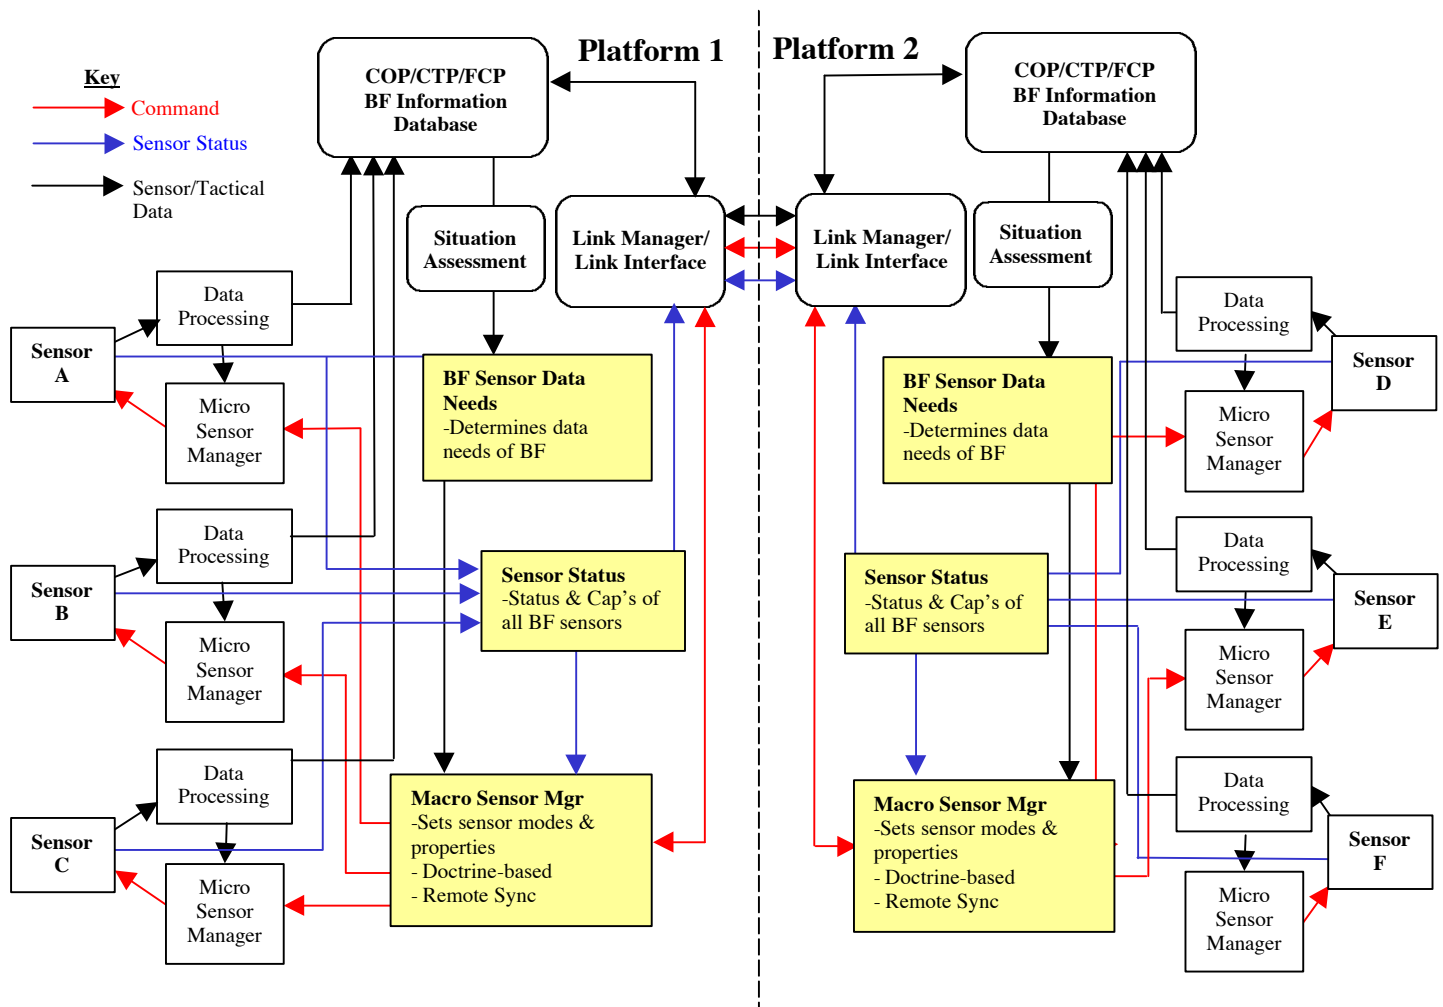 Platform 1
Platform 2
Key
Command
Sensor Status
Sensor/Tactical
Data
COP/CTP/FCP
BF Information
Database
Situation
Assessment
Link Manager/
Link Interface
Data
Processing
Sensor
A
Micro
Sensor
Manager
BF Sensor Data
Needs
-Determines data
needs of BF
Data
Processing
Sensor
B
Micro
Sensor
Manager
Sensor Status
-Status & Cap's of
all BF sensors
Data
Processing
Sensor
C
Micro
Sensor
Manager
Macro Sensor Mgr
-Sets sensor modes &
properties
- Doctrine-based
- Remote Sync
COP/CTP/FCP
BF Information
Database
Link Manager/
Link Interface
Situation
Assessment
Data
Processing
Sensor
D
Micro
Sensor
Manager
BF Sensor Data
Needs
-Determines data
needs of BF
Data
Processing
Sensor
E
Micro
Sensor
Manager
Sensor Status
-Status & Cap's of
all BF sensors
Data
Processing
Sensor
F
Micro
Sensor
Manager
Macro Sensor Mgr
-Sets sensor modes &
properties
- Doctrine-based
- Remote Sync